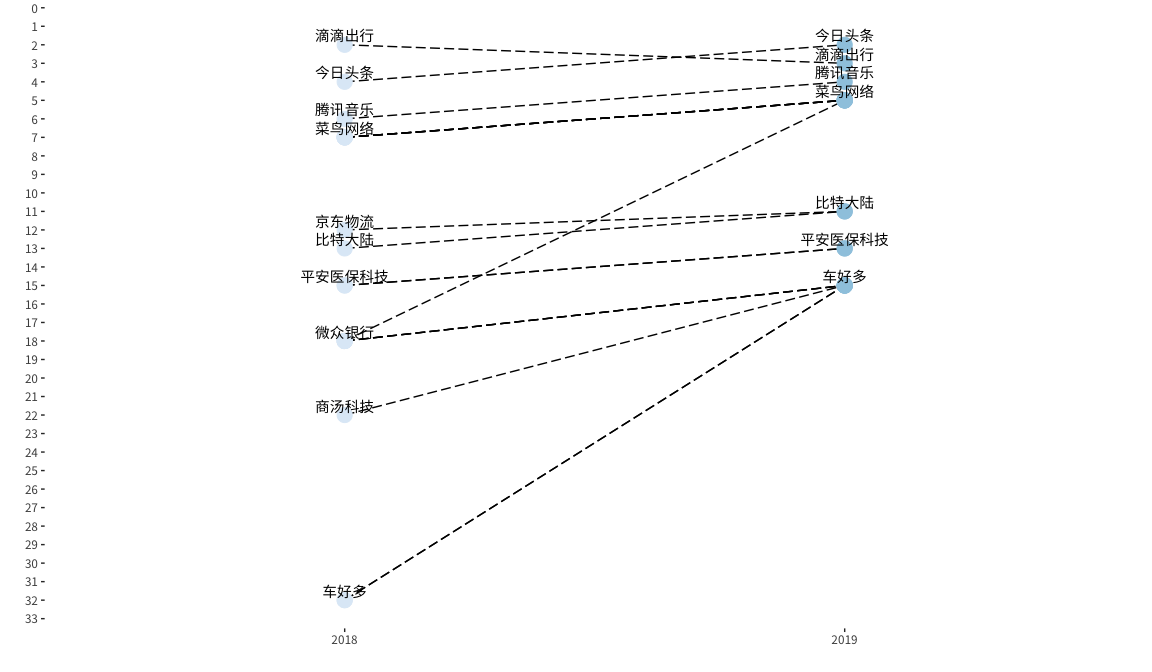 0
1
2
3
4
5
6
7
8
9
10
11
12
13
14
15
16
17
18
19
20
21
22
23
24
25
26
27
28
29
30
31
32
33
滴滴出行
今日头条
腾讯音乐
菜鸟网络
京东物流
比特大陆
平安医保科技
微众银行
商汤科技
车好多
今日头条
滴滴出行
腾讯音乐
菜鸟网络
比特大陆
平安医保科技
车好多
2018
2019